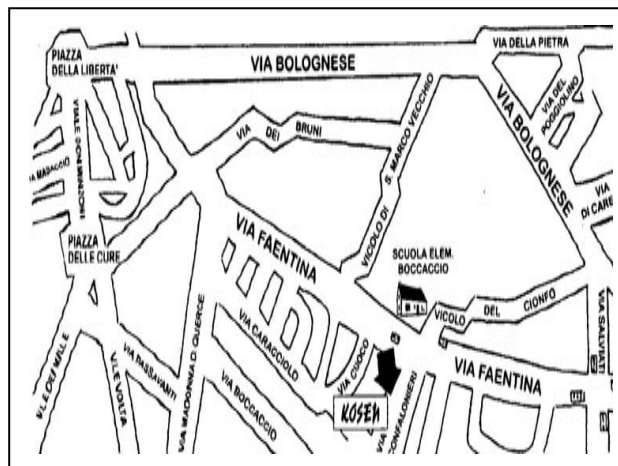 PIAZZA
DELLA LIBERTA'
VIA BOLOGNESE
VIA DELLA PIETRA
VIA DEL
POGGIOLINO
VIA BOLOGNESE
VIA
DI CARE
VIA DEI BRUNI
S. MARCO VECCHIO
VICOLO DI
MASACCIO
VIALE DON MINZONI
PIAZZA
DELLE CURE
VIA FAENTINA
SCUOLA ELEM.
BOCCACCIO
VICOLO DEL CIONFO
VIA SALVIATI
VIA CARACCIOLO
VIA CUOCO
VIA FAENTINA
V.LE DEI MILLE
V.LE VOLTA
VIA PASSAVANTI
VIA MADONNA D. QUERCE
VIA BOCCACCIO
KOSEN
VIA
CONFALONIERI